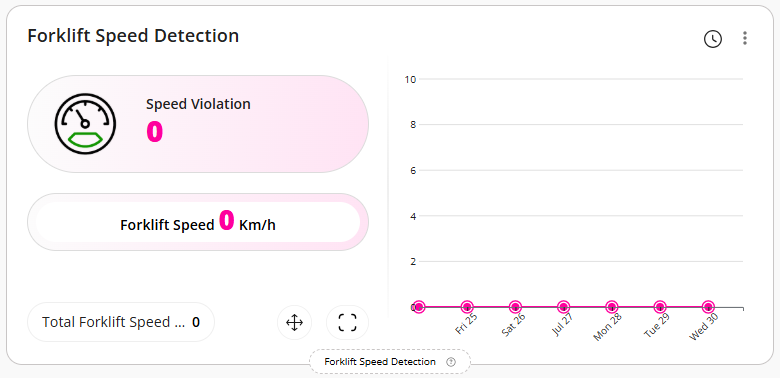 Forklift Speed Detection
Speed Violation
0
Forklift Speed 0 Km/h
Total Forklift Speed ... 0
10
8
6
4
2
0
Fri 25
Sat 26
Jul 27
Mon 28
Tue 29
Wed 30
Forklift Speed Detection